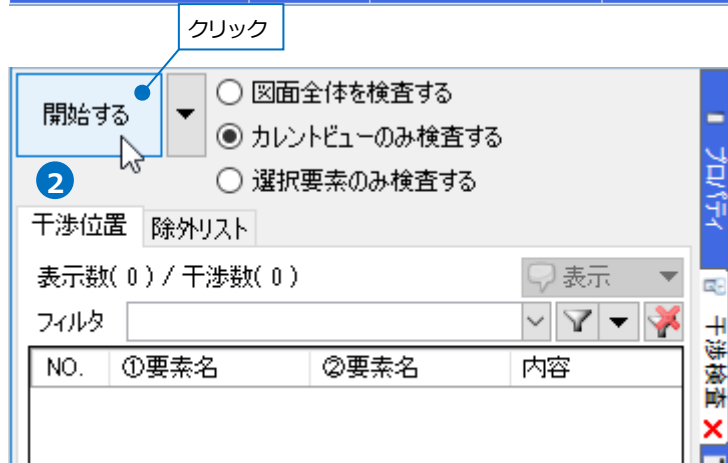 クリック
開始する
図面全体を検査する
カレントビューのみ検査する
2
選択要素のみ検査する
干渉位置 除外リスト
表示数( 0 ) / 干渉数( 0 )
表示
フィルタ
NO. ①要素名 ②要素名 内容
プロパティ
干渉検査